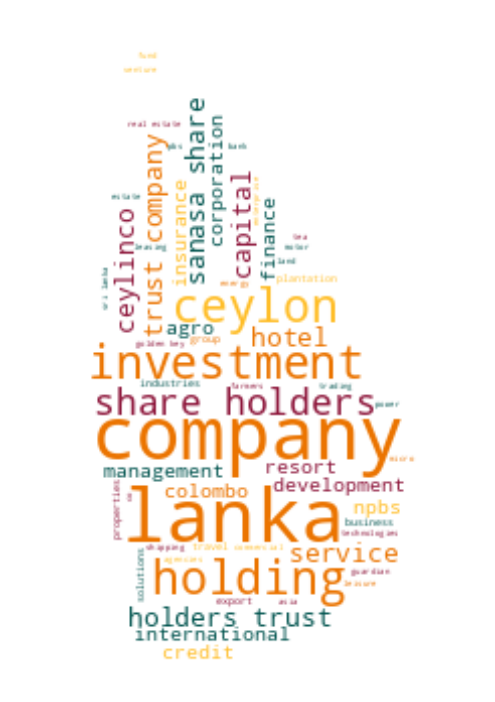 fund
venture
real estate
trust company
sanasa share
corporation
bank
estate
leasing
ceylinco
insurance
capital
enterprise
finance
tea
motor
land
sri lanka
energy
plantation
ceylon
agro
golden key
group
hotel
investment
industries
farmers
trading
share holders
power
company
micro
management
resort
colombo
development
properties
lanka
npbs
business
technologies
shipping
travel
agencies
service
solutions
holding
guardian
leisure
export
asia
holders trust
international
credit